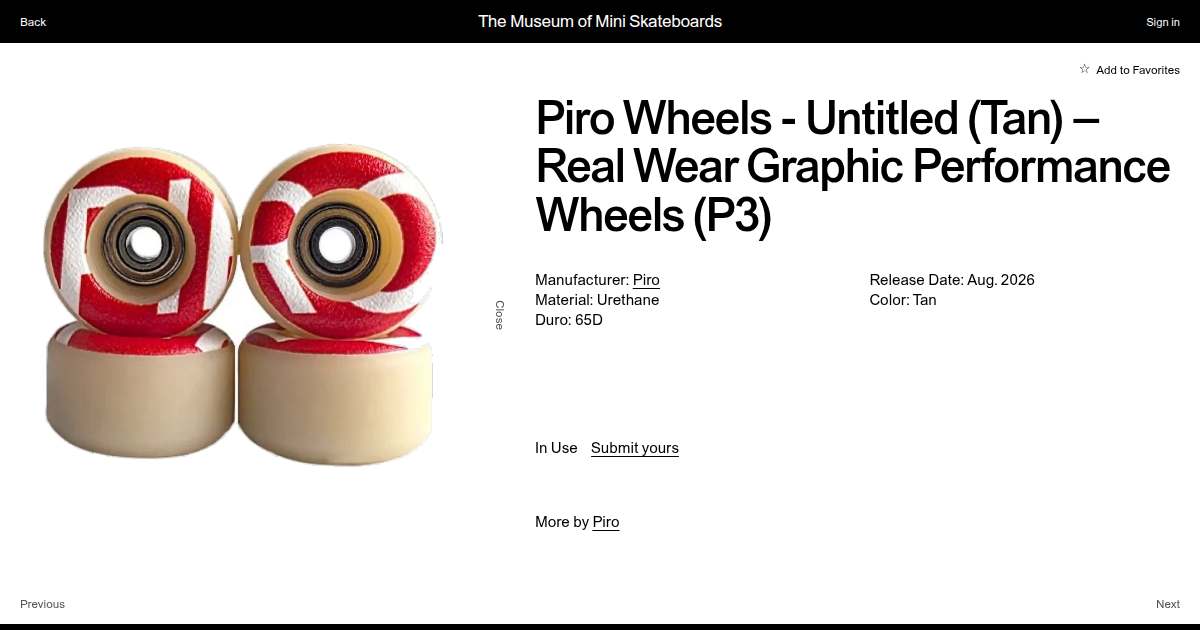 Back
The Museum of Mini Skateboards
Sign in
☆ Add to Favorites
Piro Wheels - Untitled (Tan) –
Real Wear Graphic Performance
Wheels (P3)
Manufacturer: Piro
Material: Urethane
Duro: 65D
Release Date: Aug. 2026
Color: Tan
Close
PI
RO
In Use Submit yours
More by Piro
Previous
Next